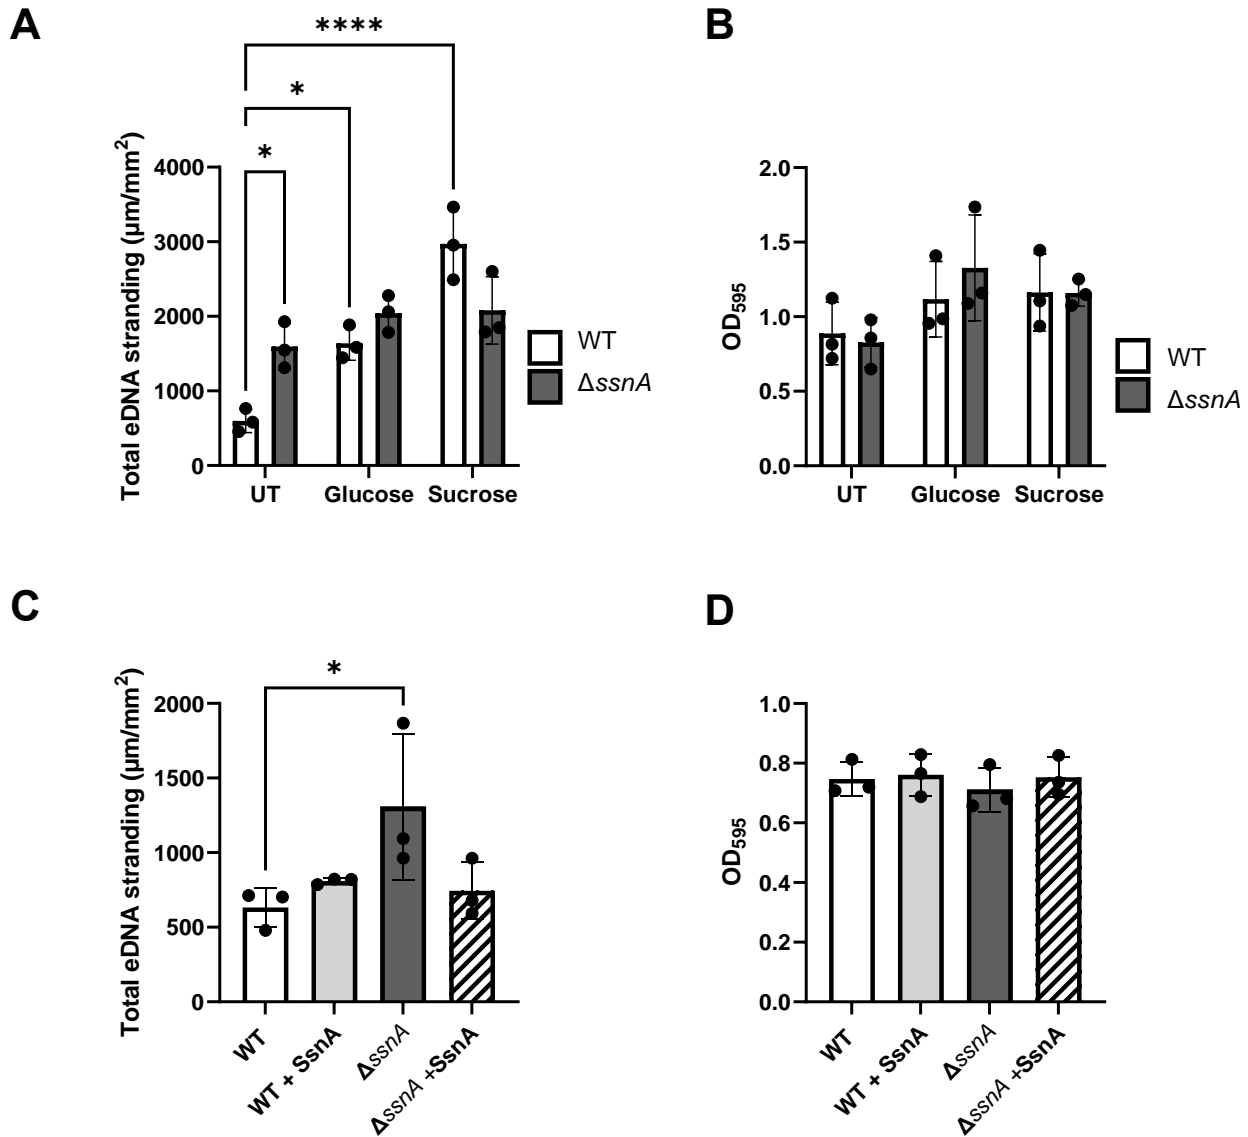 A
****
*
*
Total eDNA stranding (µm/mm²)
4000
3000
2000
1000
0
UT
Glucose
Sucrose
WT
ΔssnA
B
OD₅₉₅
2.0
1.5
1.0
0.5
0.0
UT
Glucose
Sucrose
WT
ΔssnA
C
*
Total eDNA stranding (µm/mm²)
2000
1500
1000
500
0
WT
WT + SsnA
ΔssnA
ΔssnA +SsnA
D
OD₅₉₅
1.0
0.8
0.6
0.4
0.2
0.0
WT
WT + SsnA
ΔssnA
ΔssnA +SsnA